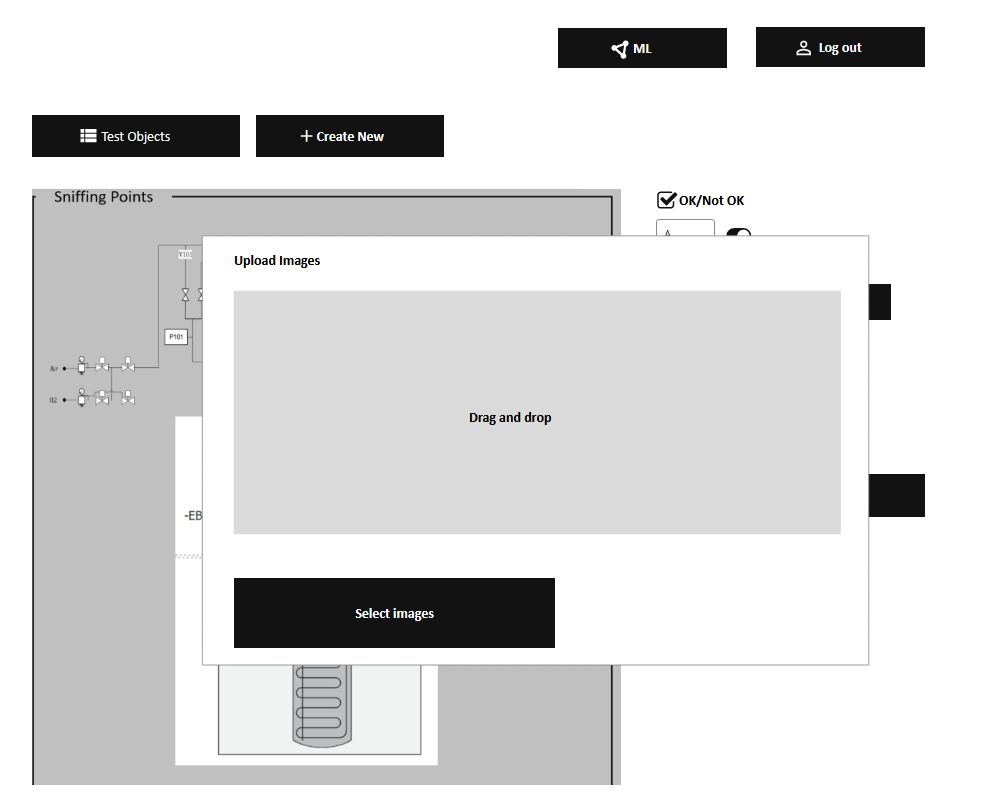 ML
Log out
Test Objects
Create New
Sniffing Points
OK/Not OK
A
V101
Upload Images
P101
Air
H2
Drag and drop
-EB
Select images